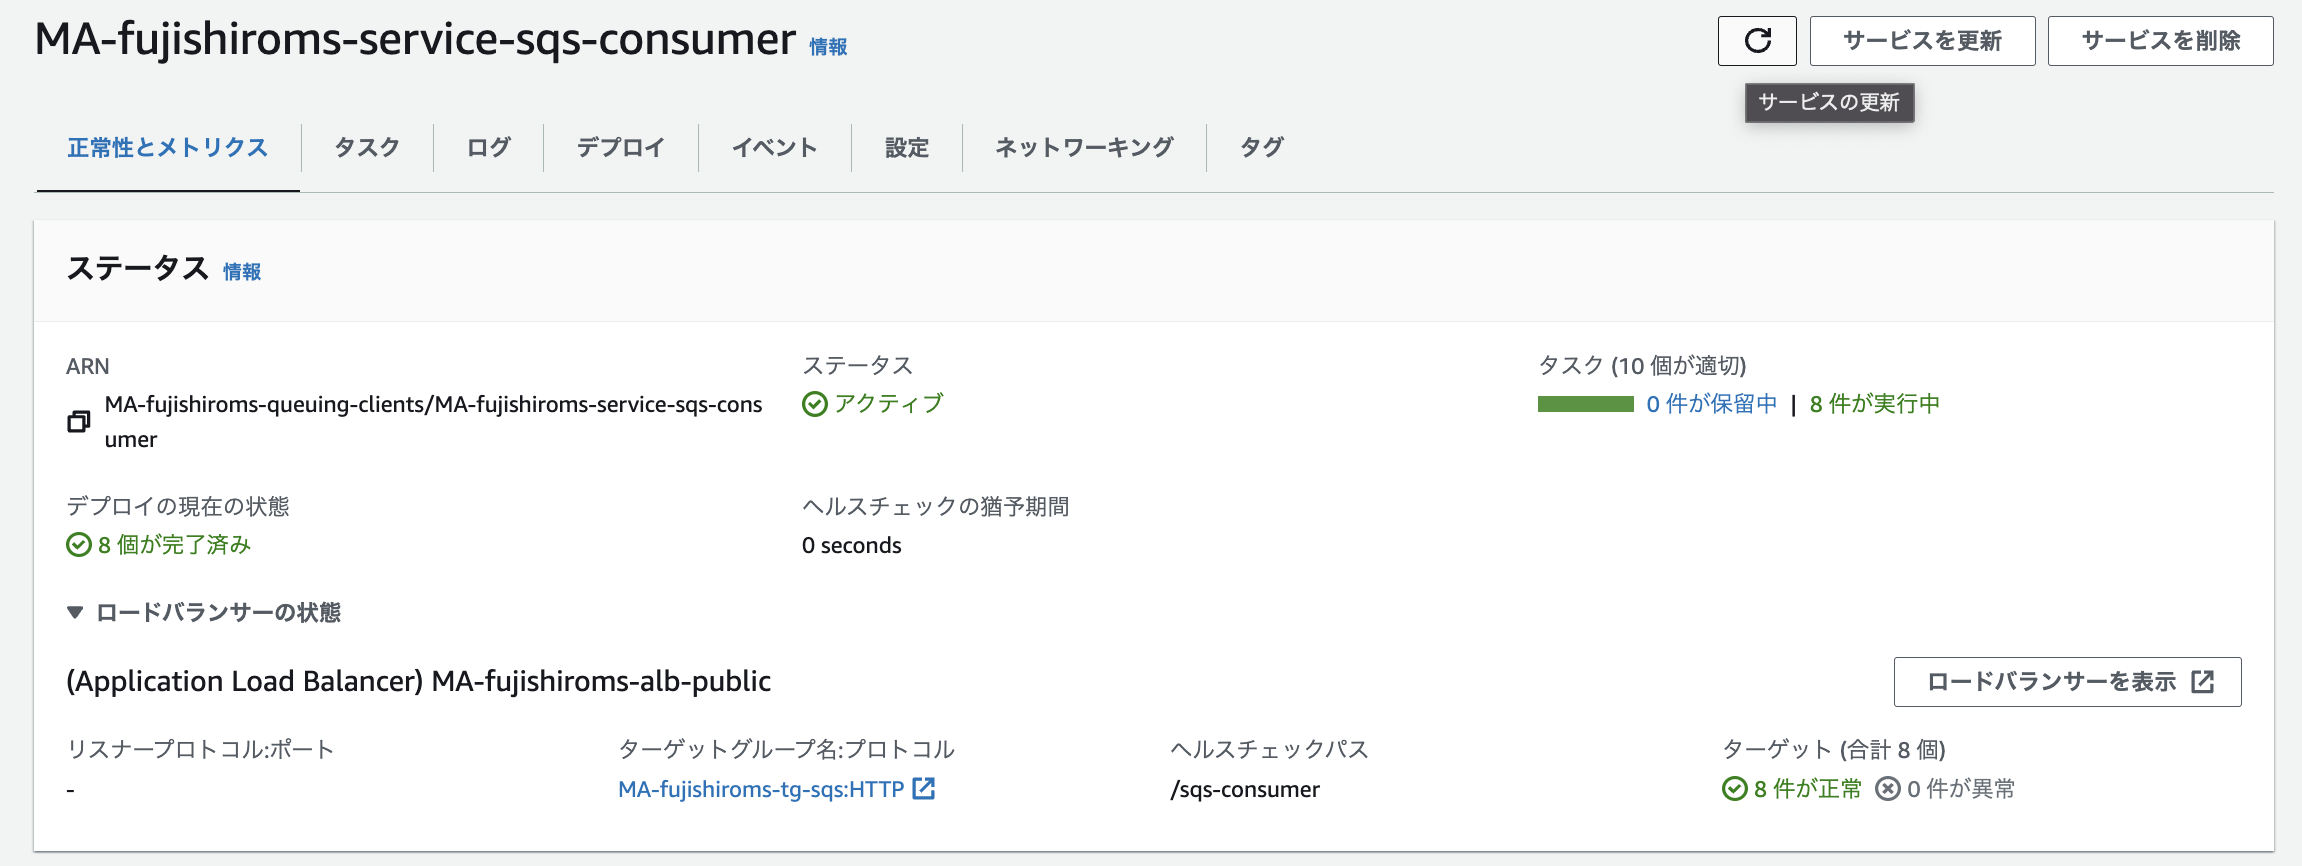 MA-fujishiroms-service-sqs-consumer 情報
サービスを更新 サービスを削除
サービスの更新
正常性とメトリクス タスク ログ デプロイ イベント 設定 ネットワーキング タグ
ステータス 情報
ARN
MA-fujishiroms-queuing-clients/MA-fujishiroms-service-sqs-cons
umer
ステータス
アクティブ
タスク (10 個が適切)
0 件が保留中 | 8 件が実行中
デプロイの現在の状態
8 個が完了済み
ヘルスチェックの猶予期間
0 seconds
ロードバランサーの状態
(Application Load Balancer) MA-fujishiroms-alb-public
ロードバランサーを表示
リスナープロトコル:ポート
-
ターゲットグループ名:プロトコル
MA-fujishiroms-tg-sqs:HTTP
ヘルスチェックパス
/sqs-consumer
ターゲット (合計 8 個)
8 件が正常 0 件が異常